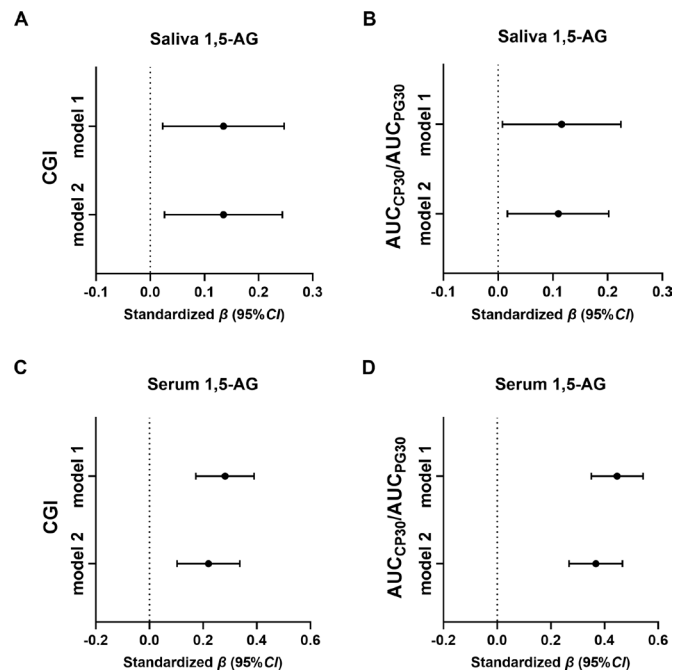 A
Saliva 1,5-AG
CGI
model 1
model 2
-0.1 0.0 0.1 0.2 0.3
Standardized β (95%CI)
B
Saliva 1,5-AG
AUCCP30/AUCPG30
model 1
model 2
-0.1 0.0 0.1 0.2 0.3
Standardized β (95%CI)
C
Serum 1,5-AG
CGI
model 1
model 2
-0.2 0.0 0.2 0.4 0.6
Standardized β (95%CI)
D
Serum 1,5-AG
AUCCP30/AUCPG30
model 1
model 2
-0.2 0.0 0.2 0.4 0.6
Standardized β (95%CI)